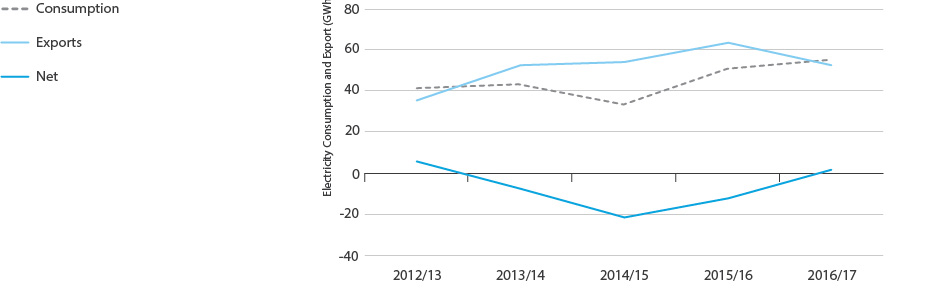 Consumption
Exports
Net
Electricity Consumption and Export (GWh
80
60
40
20
0
-20
-40
2012/13 2013/14 2014/15 2015/16 2016/17